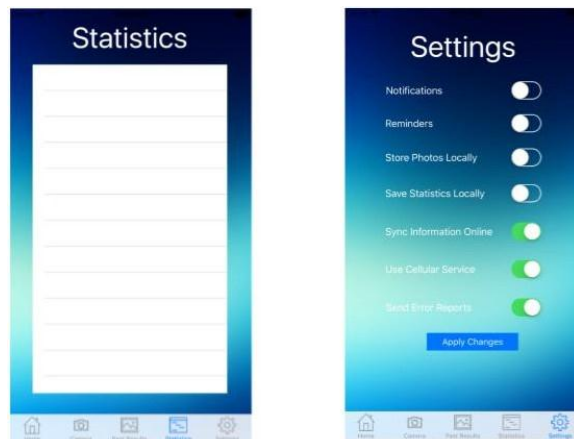 Statistics
Home Camera Past Results Statistics Settings
Settings
Notifications
Reminders
Store Photos Locally
Save Statistics Locally
Sync Information Online
Use Cellular Service
Send Error Reports
Apply Changes
Home Camera Past Results Statistics Settings